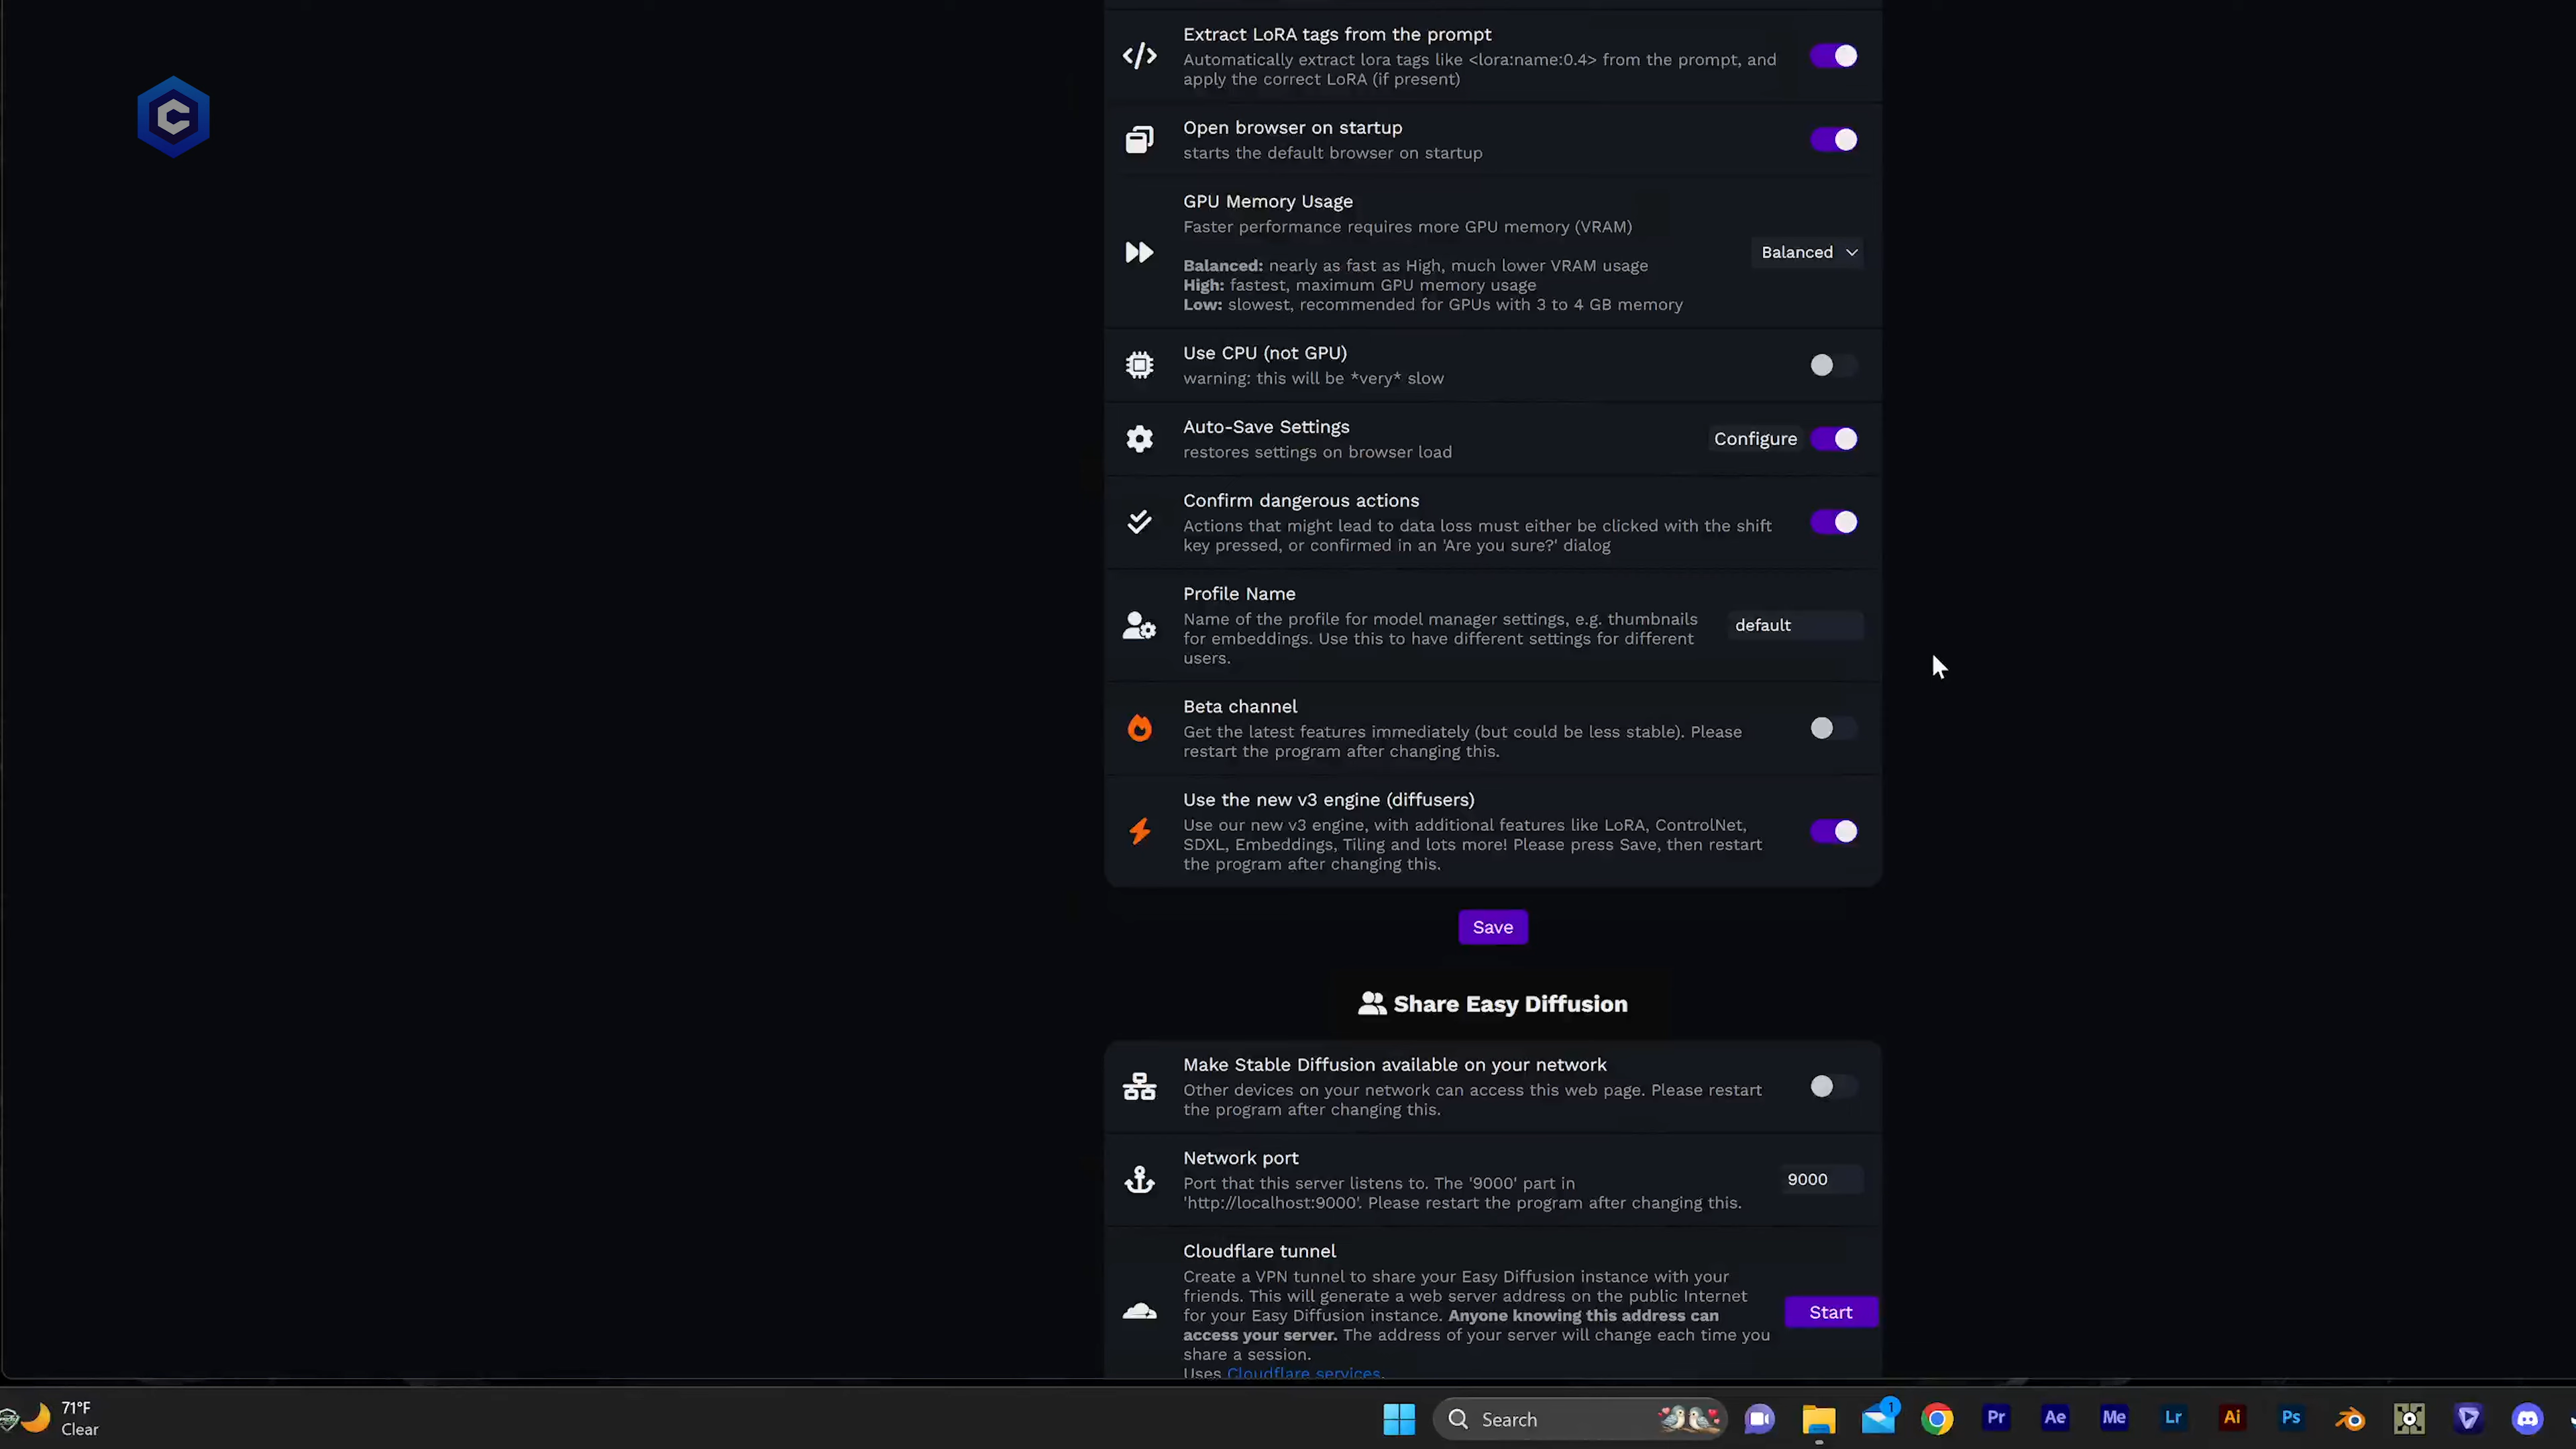 Extract LoRA tags from the prompt
Automatically extract lora tags like <lora:name:0.4> from the prompt, and
apply the correct LoRA (if present)
Open browser on startup
starts the default browser on startup
GPU Memory Usage
Faster performance requires more GPU memory (VRAM)
Balanced: nearly as fast as High, much lower VRAM usage
High: fastest, maximum GPU memory usage
Low: slowest, recommended for GPUs with 3 to 4 GB memory
Balanced
Use CPU (not GPU)
warning: this will be *very* slow
Auto-Save Settings
restores settings on browser load
Configure
Confirm dangerous actions
Actions that might lead to data loss must either be clicked with the shift
key pressed, or confirmed in an 'Are you sure?' dialog
Profile Name
Name of the profile for model manager settings, e.g. thumbnails
for embeddings. Use this to have different settings for different
users.
default
Beta channel
Get the latest features immediately (but could be less stable). Please
restart the program after changing this.
Use the new v3 engine (diffusers)
Use our new v3 engine, with additional features like LoRA, ControlNet,
SDXL, Embeddings, Tiling and lots more! Please press Save, then restart
the program after changing this.
Save
Share Easy Diffusion
Make Stable Diffusion available on your network
Other devices on your network can access this web page. Please restart
the program after changing this.
Network port
Port that this server listens to. The '9000' part in
'http://localhost:9000'. Please restart the program after changing this.
9000
Cloudflare tunnel
Create a VPN tunnel to share your Easy Diffusion instance with your
friends. This will generate a web server address on the public Internet
for your Easy Diffusion instance. Anyone knowing this address can
access your server. The address of your server will change each time you
share a session.
Uses Cloudflare services.
Start
71°F
Clear
Search
1
Pr
Ae
Me
Lr
Ai
Ps
C